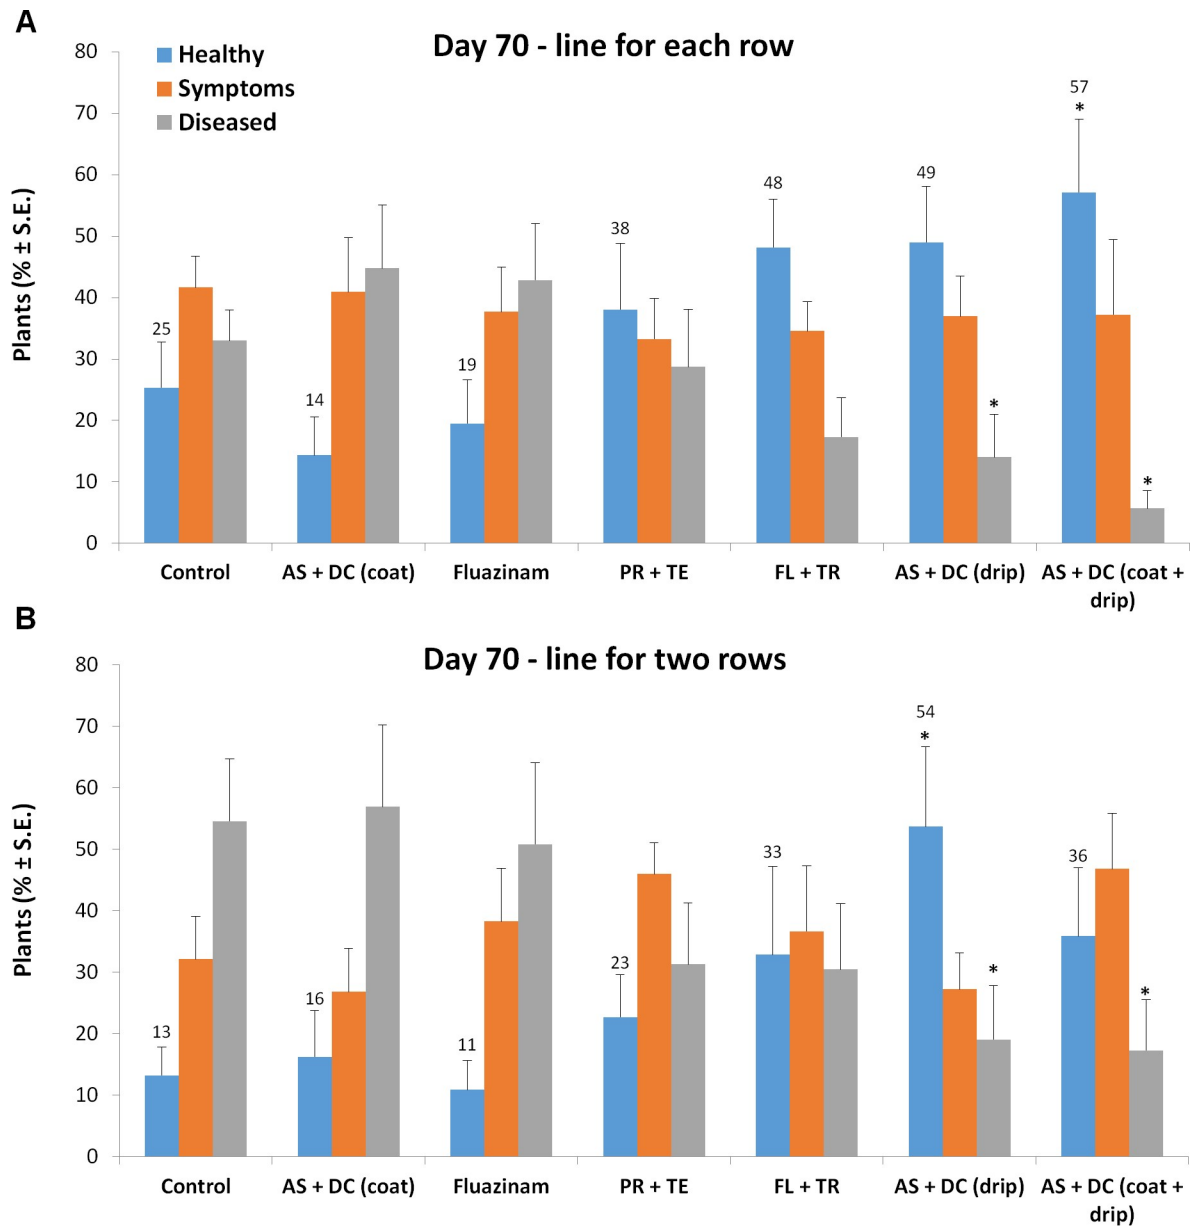 A
Day 70 - line for each row
Healthy
Symptoms
Diseased
Plants (% ± S.E.)
80
70
60
50
40
30
20
10
0
25
14
19
38
48
49
*
57
*
*
Control
AS + DC (coat)
Fluazinam
PR + TE
FL + TR
AS + DC (drip)
AS + DC (coat +
drip)
B
Day 70 - line for two rows
Plants (% ± S.E.)
80
70
60
50
40
30
20
10
0
13
16
11
23
33
54
*
*
36
*
Control
AS + DC (coat)
Fluazinam
PR + TE
FL + TR
AS + DC (drip)
AS + DC (coat +
drip)